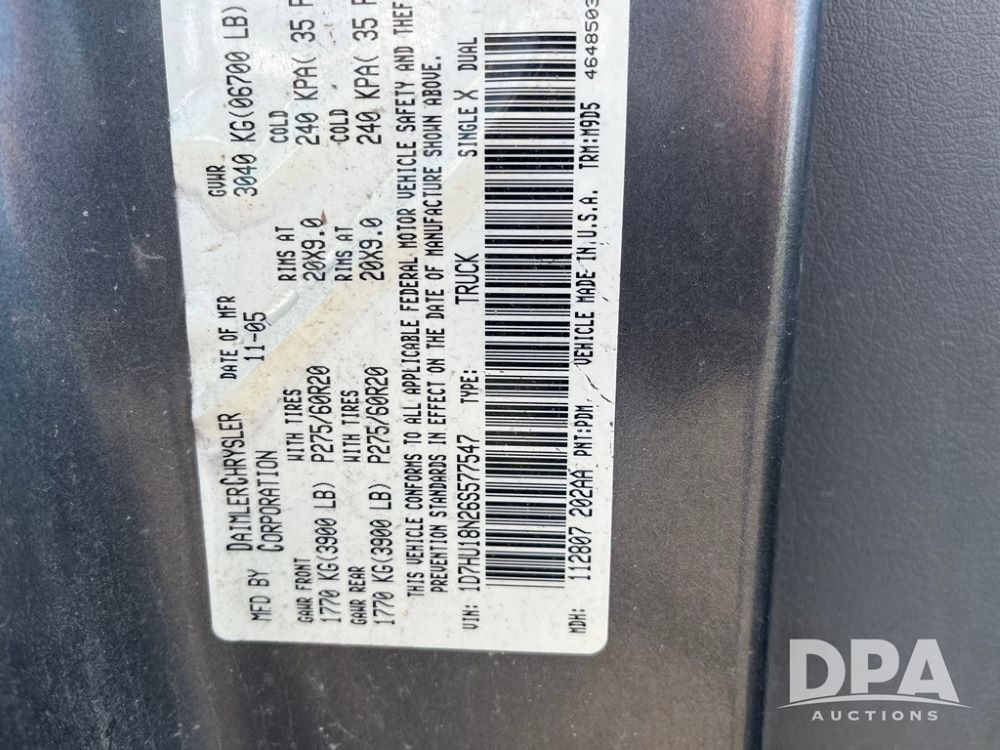 MFD BY DAIMLERCHRYSLER CORPORATION
DATE OF MFR 11-05
GVWR 3040 KG(06700 LB)
GAWR FRONT WITH TIRES RIMS AT COLD
1770 KG(3900 LB) P275/60R20 20X9.0 240 KPA( 35 P
GAWR REAR WITH TIRES RIMS AT COLD
1770 KG(3900 LB) P275/60R20 20X9.0 240 KPA( 35 P
THIS VEHICLE CONFORMS TO ALL APPLICABLE FEDERAL MOTOR VEHICLE SAFETY AND THEF
PREVENTION STANDARDS IN EFFECT ON THE DATE OF MANUFACTURE SHOWN ABOVE.
VIN: 1D7HU18N26S577547 TYPE: TRUCK SINGLE X DUAL
MDH: 112807 202AA PNT:PDM VEHICLE MADE IN U.S.A. TRM:M9D5 4648503
DPA
AUCTIONS